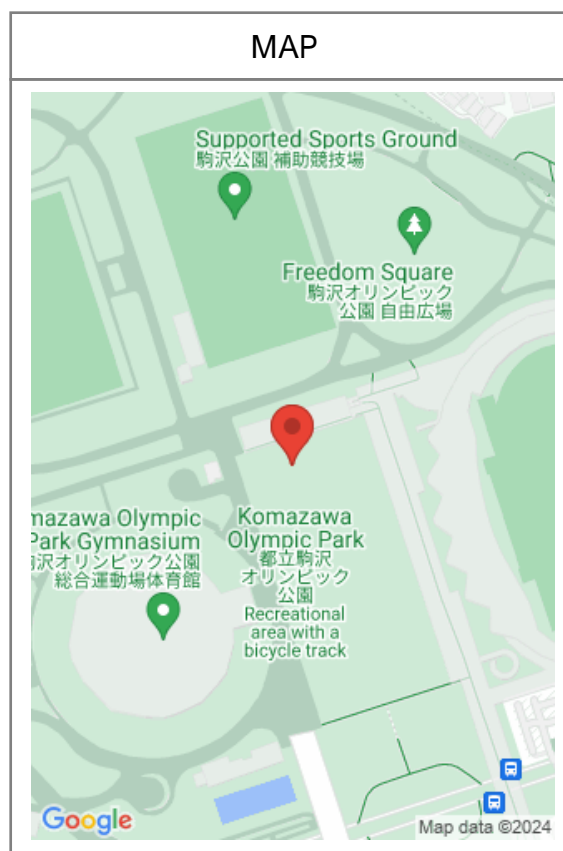 MAP
Supported Sports Ground
駒沢公園 補助競技場
Freedom Square
駒沢オリンピック
公園 自由広場
mazawa Olympic
Park Gymnasium
沢オリンピック公園
総合運動場体育館
Komazawa
Olympic Park
都立駒沢
オリンピック
公園
Recreational
area with a
bicycle track
Google
Map data ©2024